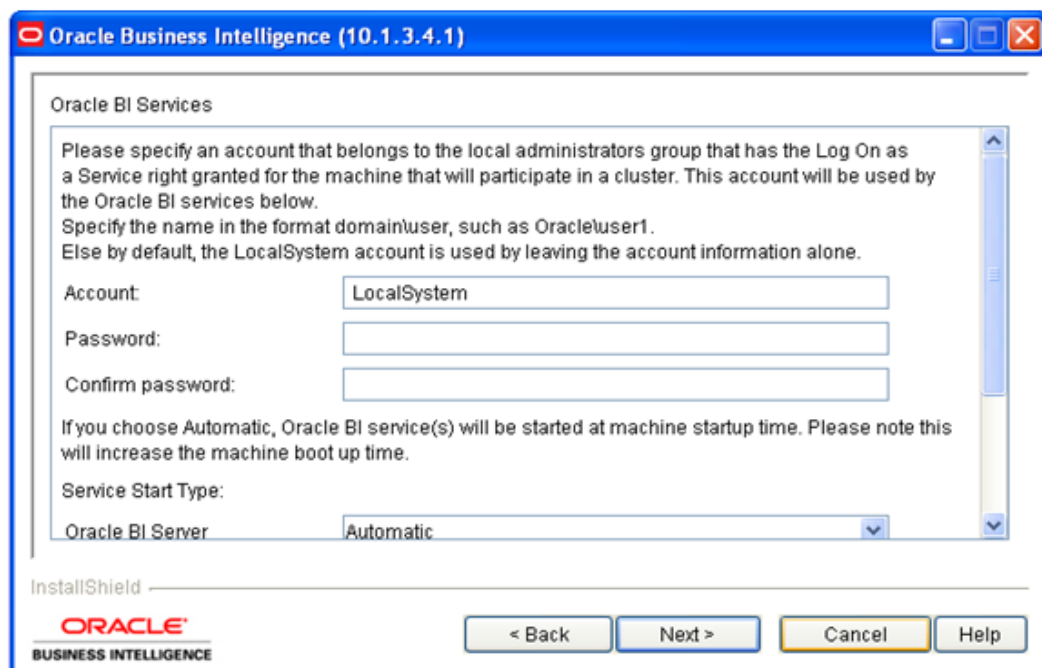 Oracle Business Intelligence (10.1.3.4.1)
Oracle BI Services
Please specify an account that belongs to the local administrators group that has the Log On as
a Service right granted for the machine that will participate in a cluster. This account will be used by
the Oracle BI services below.
Specify the name in the format domain\user, such as Oracle\user1.
Else by default, the LocalSystem account is used by leaving the account information alone.
Account: LocalSystem
Password:
Confirm password:
If you choose Automatic, Oracle BI service(s) will be started at machine startup time. Please note this
will increase the machine boot up time.
Service Start Type:
Oracle BI Server Automatic
InstallShield
ORACLE
BUSINESS INTELLIGENCE
< Back Next > Cancel Help